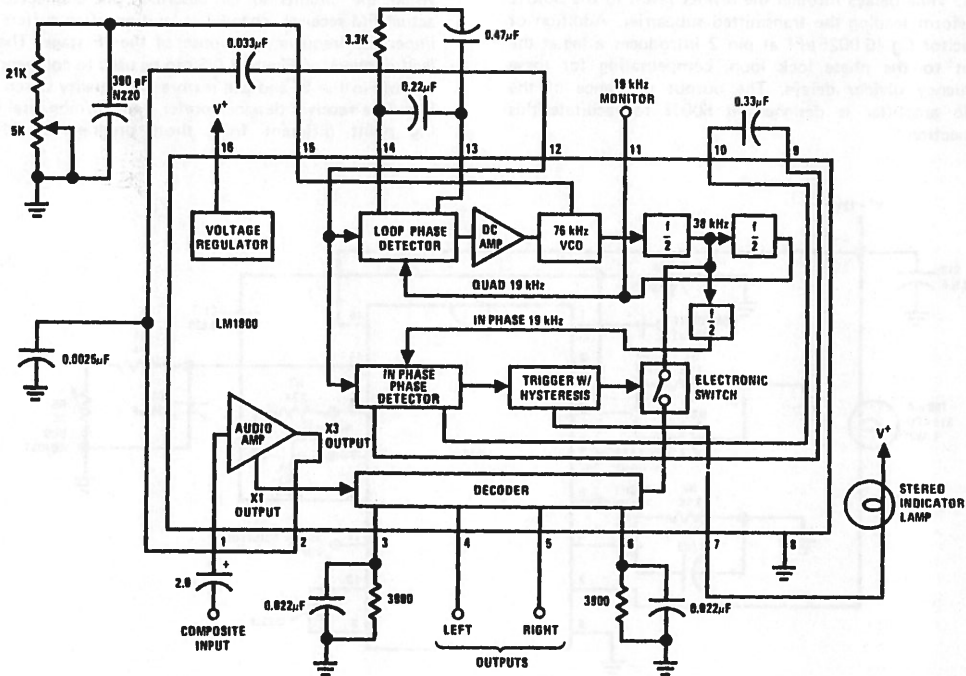 3.3K
0.47μF
0.033μF
21K
390 pF
N220
0.22μF
19 kHz
MONITOR
0.33μF
5K
V+
16
15
14
13
12
11
10
9
VOLTAGE
REGULATOR
LOOP PHASE
DETECTOR
DC
AMP
76 kHz
VCO
f/2
38 kHz
f/2
QUAD 19 kHz
f/2
LM1800
IN PHASE 19 kHz
0.0025μF
IN PHASE
PHASE
DETECTOR
TRIGGER W/
HYSTERESIS
ELECTRONIC
SWITCH
AUDIO
AMP
X3
OUTPUT
V+
X1
OUTPUT
DECODER
STEREO
INDICATOR
LAMP
1
2
3
4
5
6
7
8
+
2.0
0.022μF
3900
3900
0.022μF
COMPOSITE
INPUT
LEFT
RIGHT
OUTPUTS